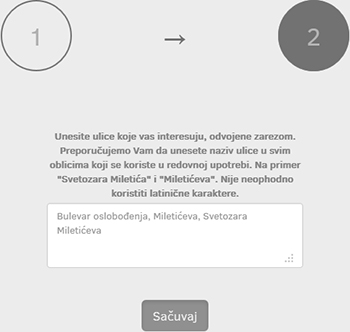 1 → 2
Unesite ulice koje vas interesuju, odvojene zarezom.
Preporučujemo Vam da unesete naziv ulice u svim
oblicima koji se koriste u redovnoj upotrebi. Na primer
"Svetozara Miletića" i "Miletićeva". Nije neophodno
koristiti latinične karaktere.
Bulevar oslobođenja, Miletićeva, Svetozara
Miletićeva
Sačuvaj